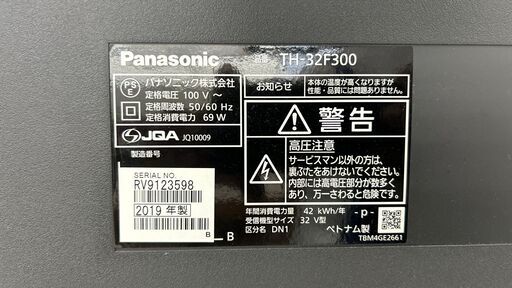 Panasonic
品番 TH-32F300
PS
E
パナソニック株式会社
定格電圧 100 V～
定格周波数 50/60 Hz
定格消費電力 69 W
JQA JQ10009
製造番号
SERIAL NO.
RV9123598
2019 年製
B
B
お知らせ
本体の温度が高くなりますが
性能・品質には問題ありません。
警告
高圧注意
サービスマン以外の方は、
裏ぶたをあけないでください。
内部には高電圧部分が数多く
あり、万一さわると危険です。
年間消費電力量 42 kWh/年
受信機型サイズ 32 V型
区分名 DN1
-p-
ベトナム製
TBM4GE2661